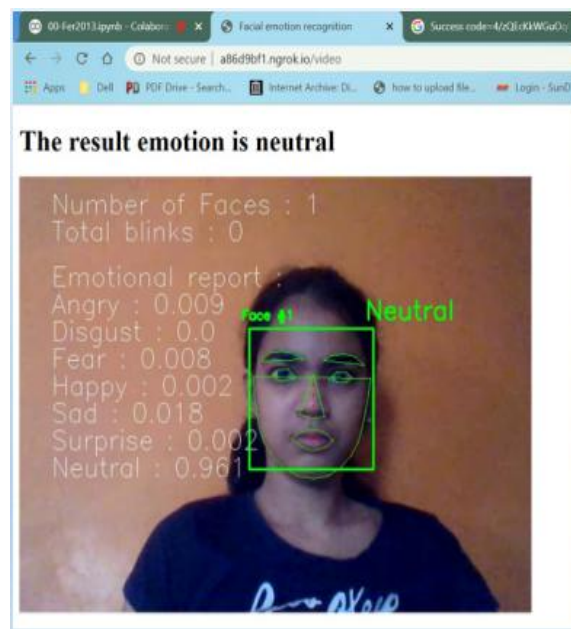 00-Fer2013.ipynb - Colabora
Facial emotion recognition
Success code=4/zQ
Not secure | a86d9bf1.ngrok.io/video
Apps
Dell
PDF Drive - Search...
Internet Archive: Di...
how to upload file...
Login - SunD
The result emotion is neutral
Number of Faces : 1
Total blinks : 0
Emotional report :
Angry : 0.009
Disgust : 0.0
Fear : 0.008
Happy : 0.002
Sad : 0.018
Surprise : 0.002
Neutral : 0.961
Face #1
Neutral